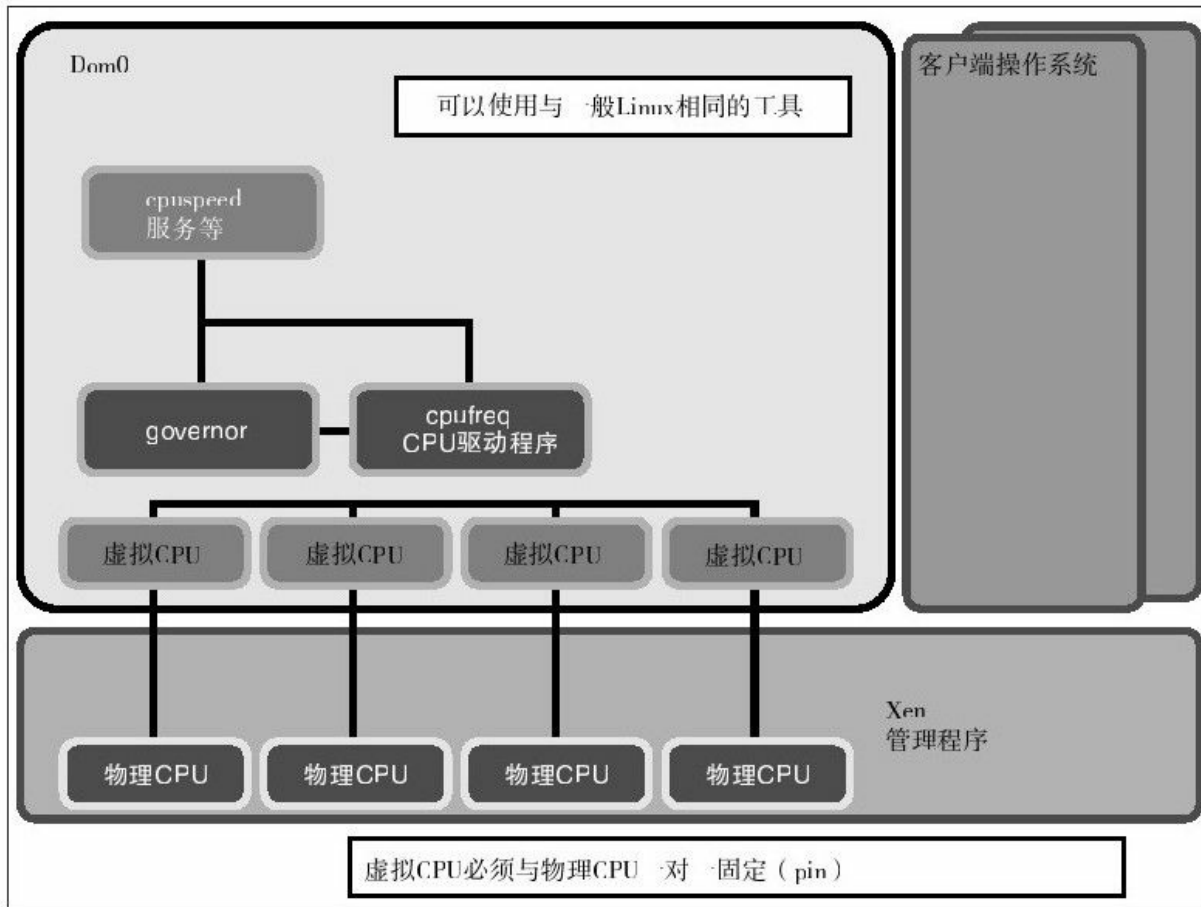 Dom0
客户端操作系统
可以使用与一般Linux相同的工具
cpuspeed
服务等
governor
cpufreq
CPU驱动程序
虚拟CPU
虚拟CPU
虚拟CPU
虚拟CPU
Xen
管理程序
物理CPU
物理CPU
物理CPU
物理CPU
虚拟CPU必须与物理CPU一对一固定（pin）